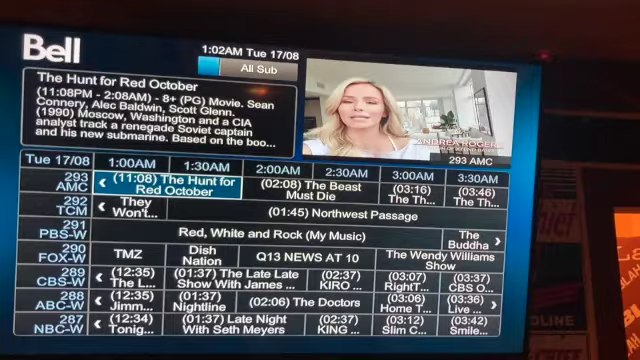 Bell
1:02AM Tue 17/08
All Sub
The Hunt for Red October
(11:08PM - 2:08AM) - 8+ (PG) Movie. Sean
Connery, Alec Baldwin, Scott Glenn.
(1990) Moscow, Washington and a CIA
analyst track a renegade Soviet captain
and his new submarine. Based on the boo...
ANDREA ROGER
293 AMC
Tue 17/08 1:00AM 1:30AM 2:00AM 2:30AM 3:00AM 3:30AM
293 AMC
(11:08) The Hunt for
Red October
(02:08) The Beast
Must Die
(03:16)
The Th...
(03:46)
The Th...
292 TCM
They
Won't...
(01:45) Northwest Passage
291 PBS-W
Red, White and Rock (My Music)
The
Buddha
290 FOX-W
TMZ
Dish
Nation
Q13 NEWS AT 10
The Wendy Williams
Show
289 CBS-W
(12:35)
The L...
(01:37) The Late Late
Show With James ...
(02:37)
KIRO ...
(03:07)
RightT...
(03:37)
CBS O...
288 ABC-W
(12:35)
Jimm...
(01:37)
Nightline
(02:06) The Doctors
(03:06)
Home T...
(03:36)
Live ...
287 NBC-W
(12:34)
Tonig...
(01:37) Late Night
With Seth Meyers
(02:37)
KING ...
(03:12)
Slim C...
(03:42)
Smile...